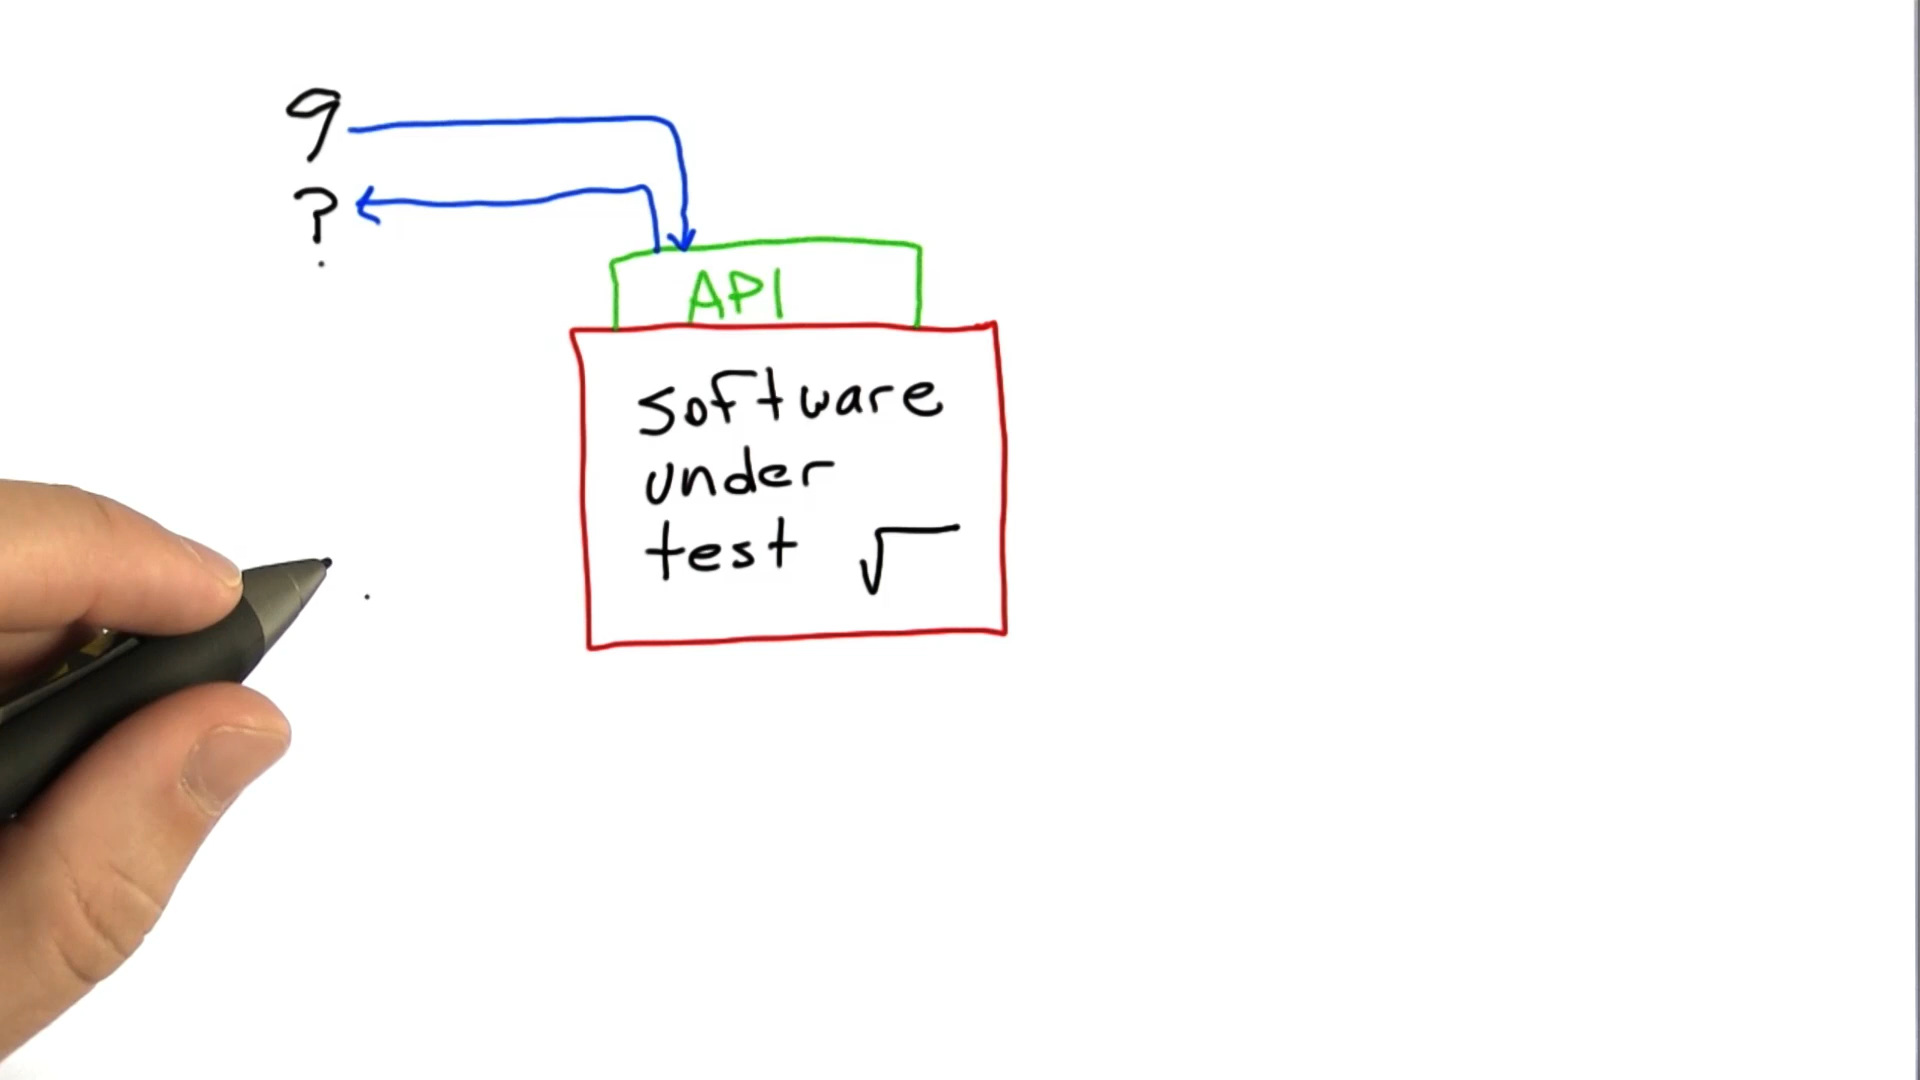 9
?
API
software
under
test √